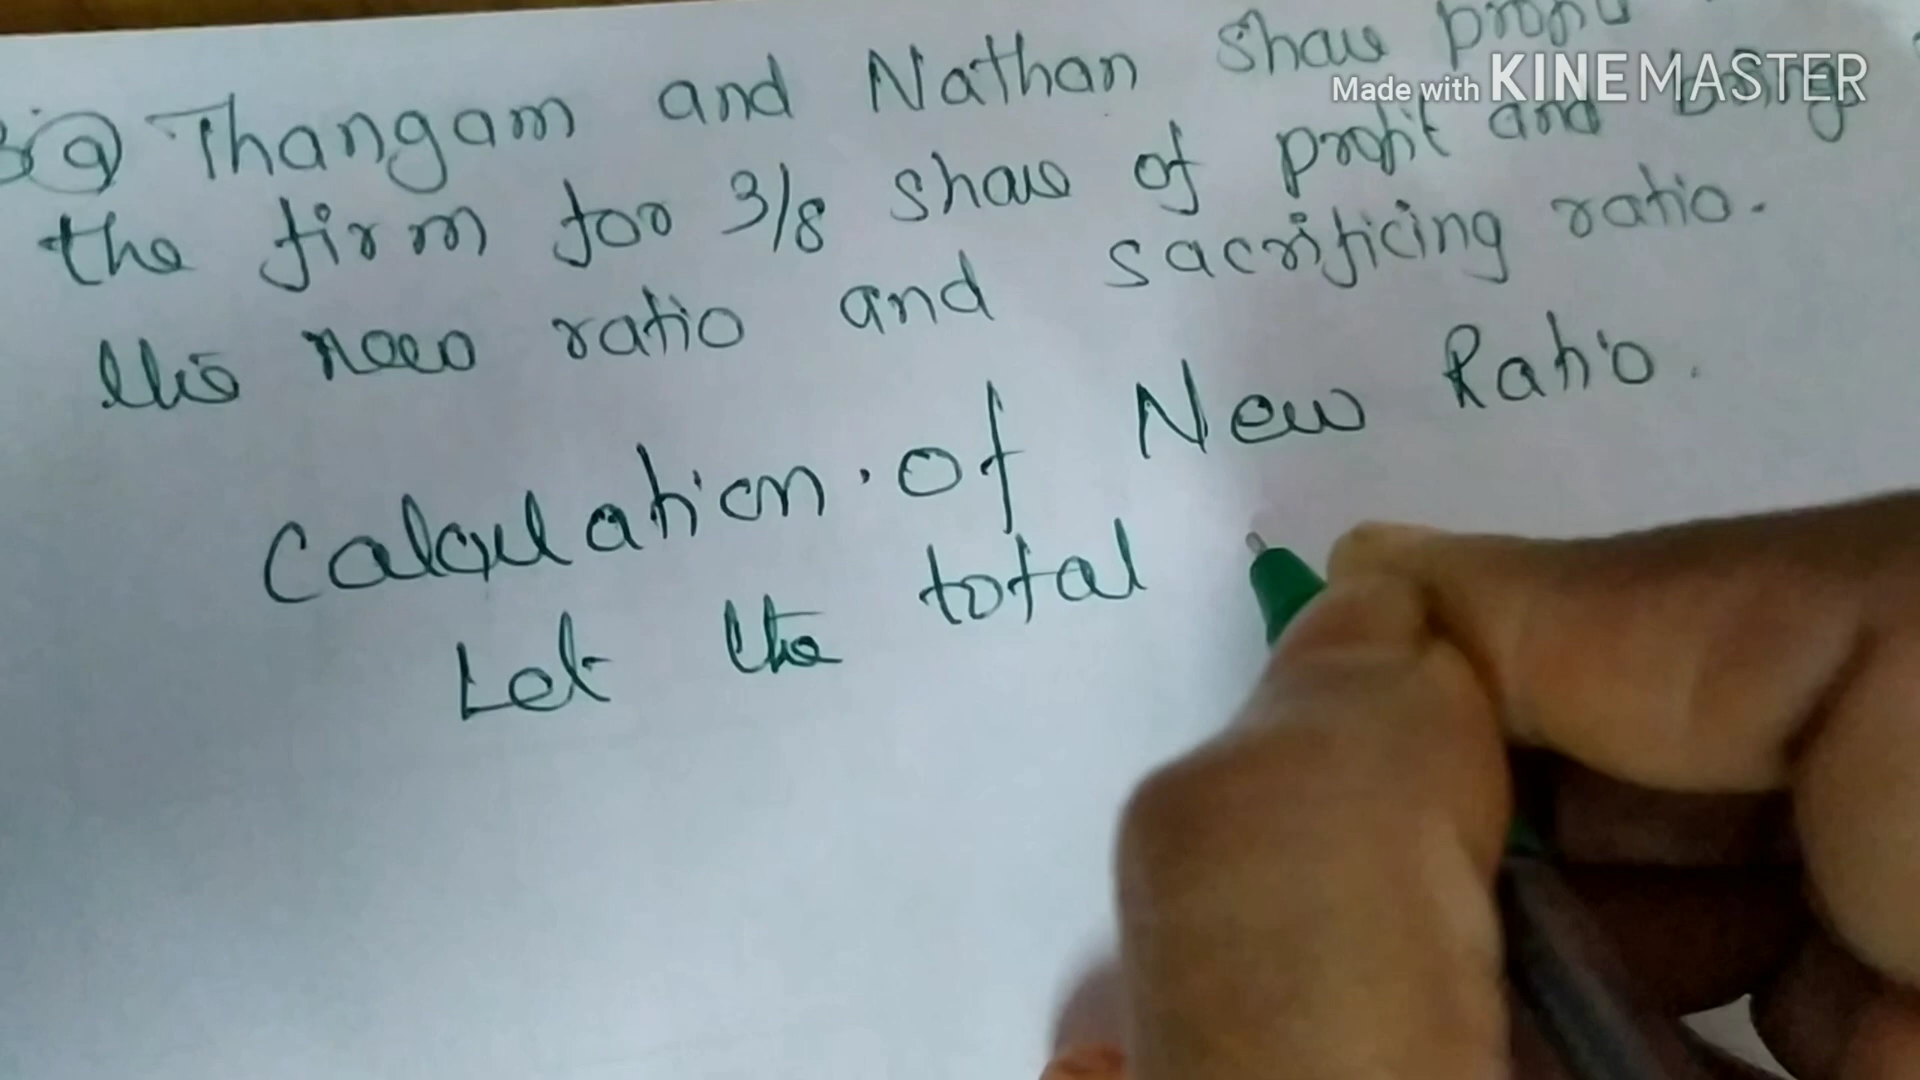 a Thangam and Nathan share profit
Made with KINEMASTER
the firm for 3/8 share of profit and
the new ratio and sacrificing ratio.
Calculation of New Ratio.
Let the total